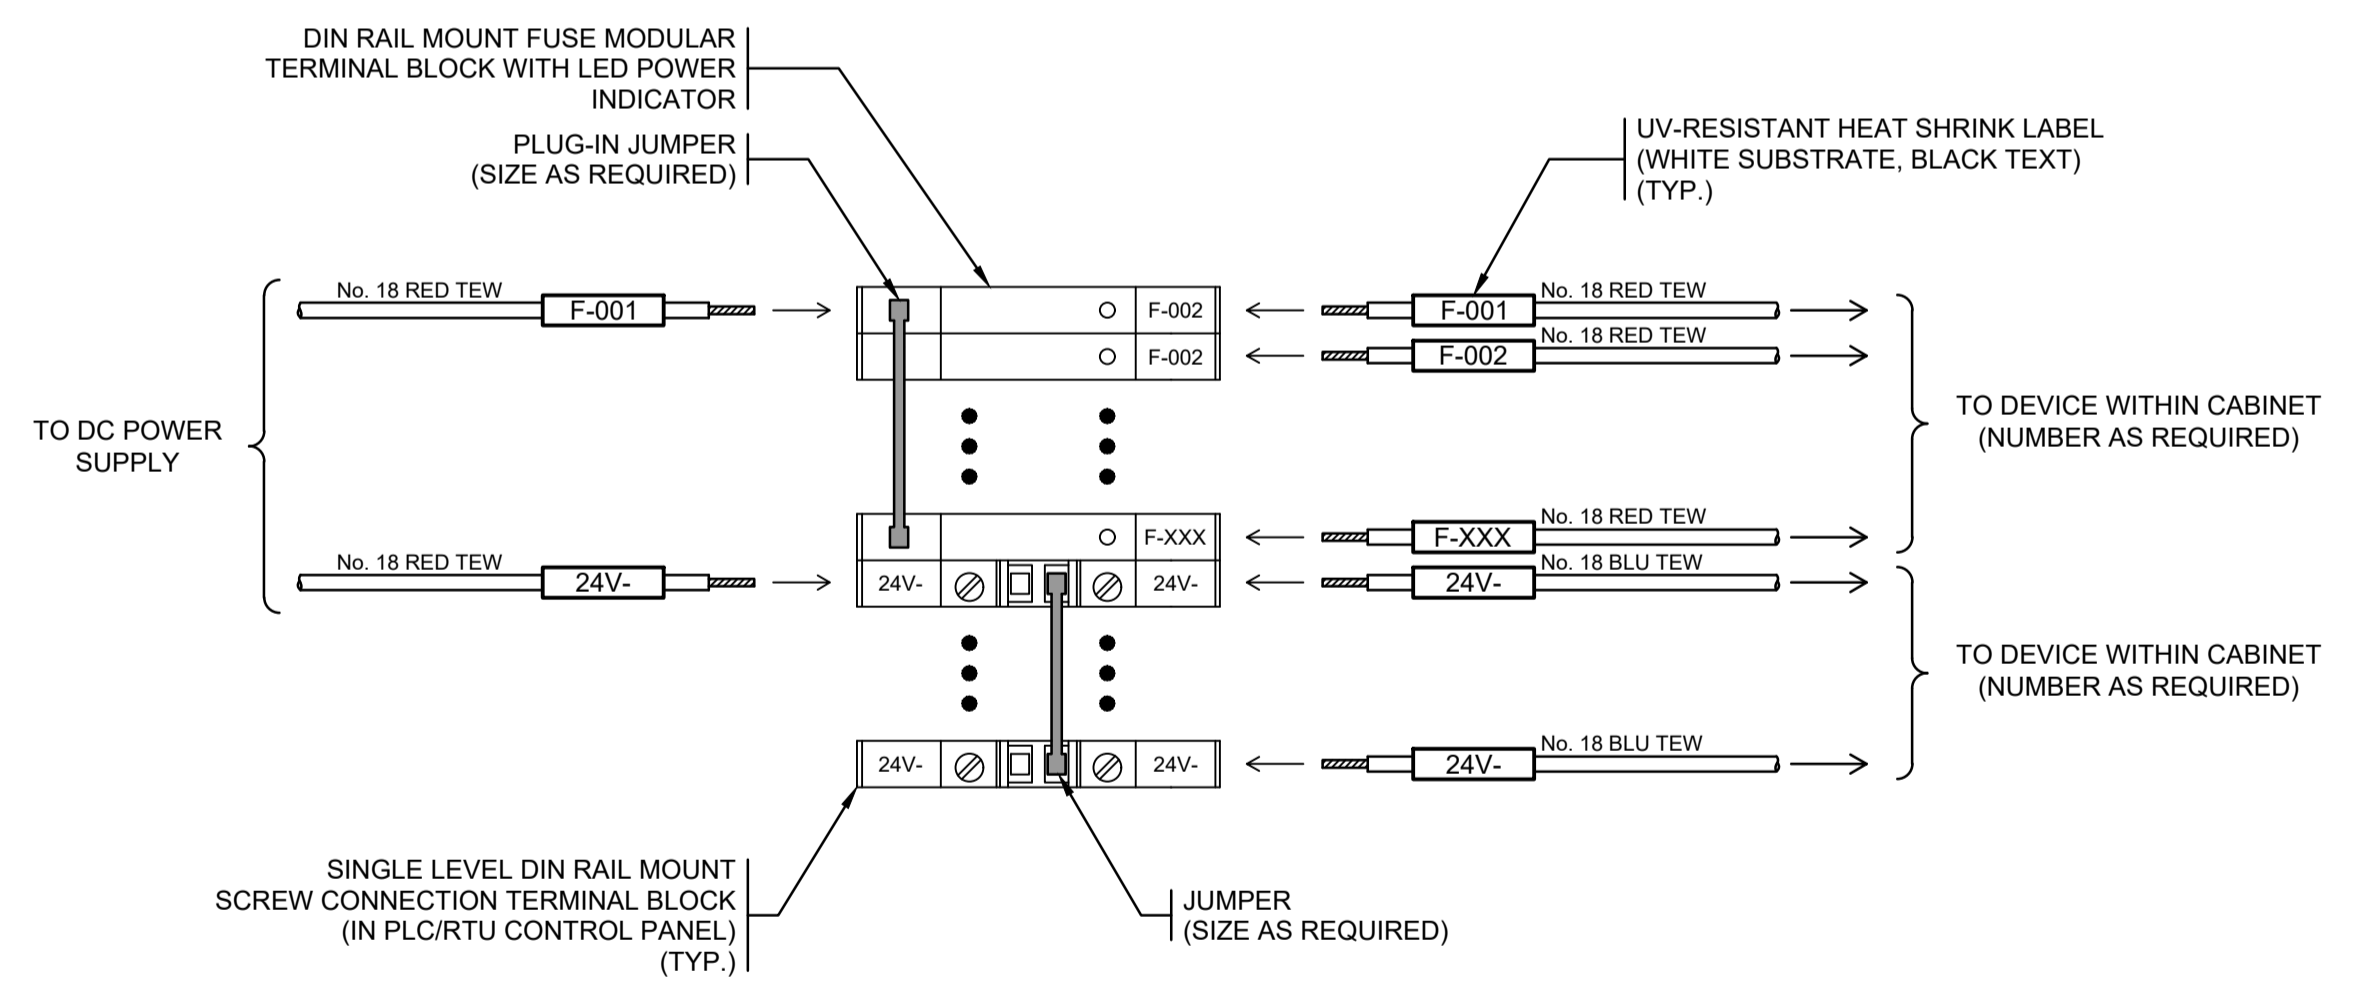 DIN RAIL MOUNT FUSE MODULAR
TERMINAL BLOCK WITH LED POWER
INDICATOR
PLUG-IN JUMPER
(SIZE AS REQUIRED)
UV-RESISTANT HEAT SHRINK LABEL
(WHITE SUBSTRATE, BLACK TEXT)
(TYP.)
No. 18 RED TEW
F-001
F-002
F-001
No. 18 RED TEW
F-002
F-002
No. 18 RED TEW
TO DC POWER
SUPPLY
TO DEVICE WITHIN CABINET
(NUMBER AS REQUIRED)
F-XXX
F-XXX
No. 18 RED TEW
No. 18 RED TEW
24V-
24V-
24V-
24V-
No. 18 BLU TEW
TO DEVICE WITHIN CABINET
(NUMBER AS REQUIRED)
24V-
24V-
24V-
No. 18 BLU TEW
SINGLE LEVEL DIN RAIL MOUNT
SCREW CONNECTION TERMINAL BLOCK
(IN PLC/RTU CONTROL PANEL)
(TYP.)
JUMPER
(SIZE AS REQUIRED)